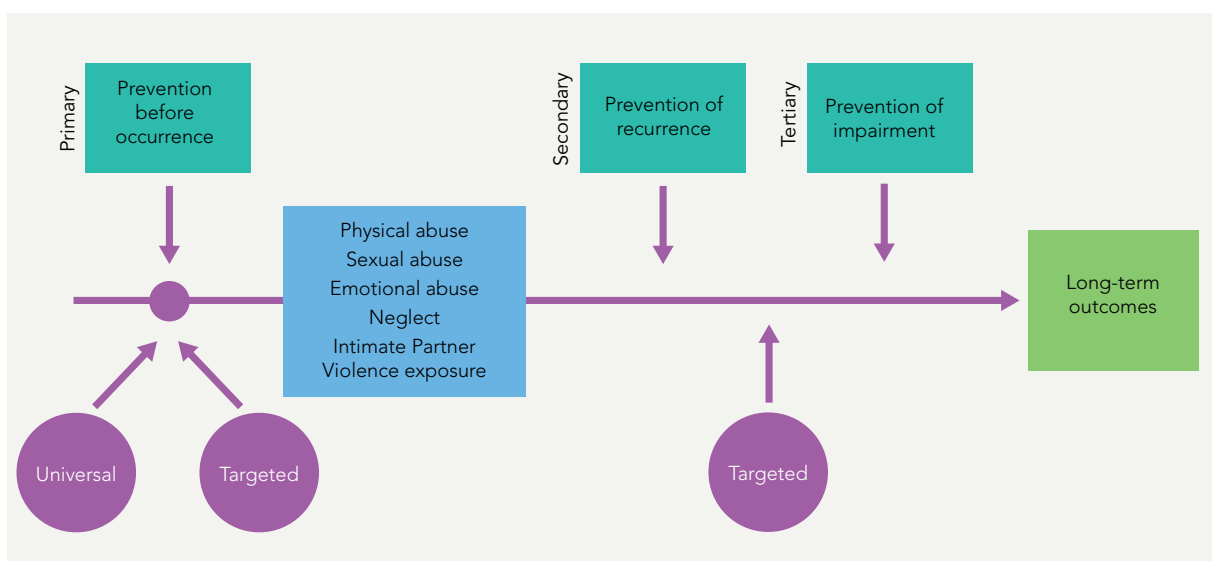 Primary
Prevention
before
occurrence
Secondary
Prevention of
recurrence
Tertiary
Prevention of
impairment
Physical abuse
Sexual abuse
Emotional abuse
Neglect
Intimate Partner
Violence exposure
Long-term
outcomes
Universal
Targeted
Targeted